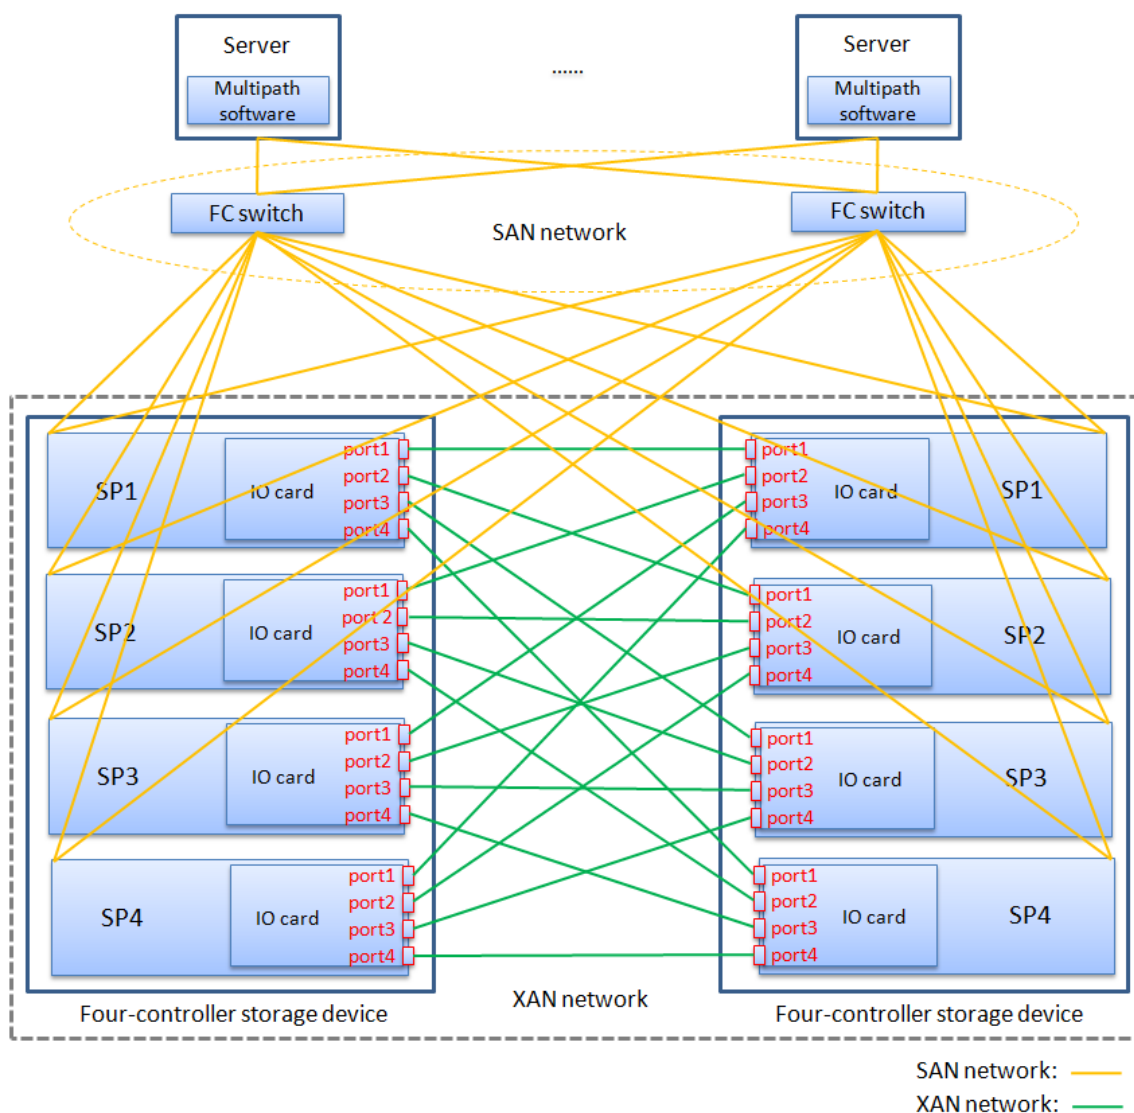 Server
Multipath
software
......
Server
Multipath
software
FC switch
SAN network
FC switch
SP1
IO card
port1
port2
port3
port4
port1
port2
port3
port4
IO card
SP1
SP2
IO card
port1
port 2
port3
port4
port1
port2
port3
port4
IO card
SP2
SP3
IO card
port1
port2
port3
port4
port1
port2
port3
port4
IO card
SP3
SP4
IO card
port1
port2
port3
port4
port1
port2
port3
port4
IO card
SP4
XAN network
Four-controller storage device
Four-controller storage device
SAN network:
XAN network: